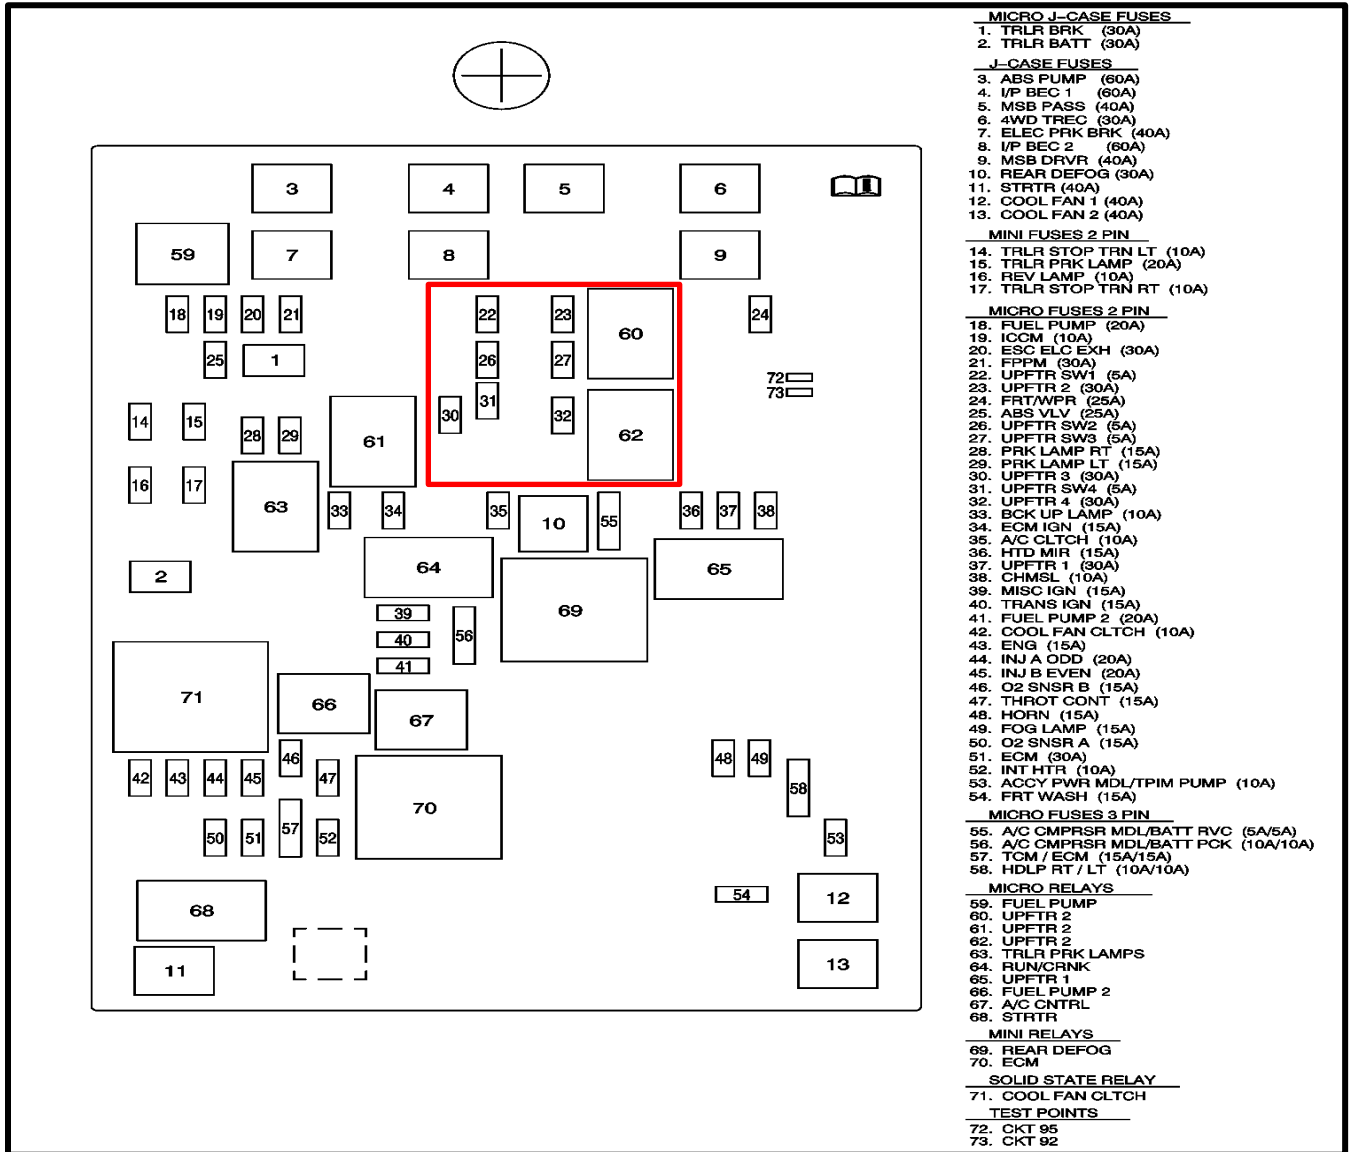 MICRO J-CASE FUSES
1. TRLR BRK (30A)
2. TRLR BATT (30A)
J-CASE FUSES
3. ABS PUMP (60A)
4. I/P BEC 1 (60A)
5. MSB PASS (40A)
6. 4WD TREC (30A)
7. ELEC PRK BRK (40A)
8. I/P BEC 2 (60A)
9. MSB DRVR (40A)
10. REAR DEFOG (30A)
11. STRTR (40A)
12. COOL FAN 1 (40A)
13. COOL FAN 2 (40A)
MINI FUSES 2 PIN
14. TRLR STOP TRN LT (10A)
15. TRLR PRK LAMP (20A)
16. REV LAMP (10A)
17. TRLR STOP TRN RT (10A)
MICRO FUSES 2 PIN
18. FUEL PUMP (20A)
19. ICCM (10A)
20. ESC ELC EXH (30A)
21. FPPM (30A)
22. UPFTR SW1 (5A)
23. UPFTR 2 (30A)
24. FRT/WPR (25A)
25. ABS VLV (25A)
26. UPFTR SW2 (5A)
27. UPFTR SW3 (5A)
28. PRK LAMP RT (15A)
29. PRK LAMP LT (15A)
30. UPFTR 3 (30A)
31. UPFTR SW4 (5A)
32. UPFTR 4 (30A)
33. BCK UP LAMP (10A)
34. ECM IGN (15A)
35. A/C CLTCH (10A)
36. HTD MIR (15A)
37. UPFTR 1 (30A)
38. CHMSL (10A)
39. MISC IGN (15A)
40. TRANS IGN (15A)
41. FUEL PUMP 2 (20A)
42. COOL FAN CLTCH (10A)
43. ENG (15A)
44. INJ A ODD (20A)
45. INJ B EVEN (20A)
46. O2 SNSR B (15A)
47. THROT CONT (15A)
48. HORN (15A)
49. FOG LAMP (15A)
50. O2 SNSR A (15A)
51. ECM (30A)
52. INT HTR (10A)
53. ACCY PWR MDL/TPIM PUMP (10A)
54. FRT WASH (15A)
MICRO FUSES 3 PIN
55. A/C CMPRSR MDL/BATT RVC (5A/5A)
56. A/C CMPRSR MDL/BATT PCK (10A/10A)
57. TCM / ECM (15A/15A)
58. HDLP RT / LT (10A/10A)
MICRO RELAYS
59. FUEL PUMP
60. UPFTR 2
61. UPFTR 2
62. UPFTR 2
63. TRLR PRK LAMPS
64. RUN/CRNK
65. UPFTR 1
66. FUEL PUMP 2
67. A/C CNTRL
68. STRTR
MINI RELAYS
69. REAR DEFOG
70. ECM
SOLID STATE RELAY
71. COOL FAN CLTCH
TEST POINTS
72. CKT 95
73. CKT 92
3 4 5 6
59 7 8 9
18 19 20 21 22 23 60 24
25 1 26 27
72
73
14 15 28 29 61 30 31 32 62
16 17 63 33 34 35 10 55 36 37 38
2 64 69 65
39
40 56
41
71 66 67
42 43 44 45 46 47 70 48 49 58
50 51 57 52 53
68 54 12
11 13